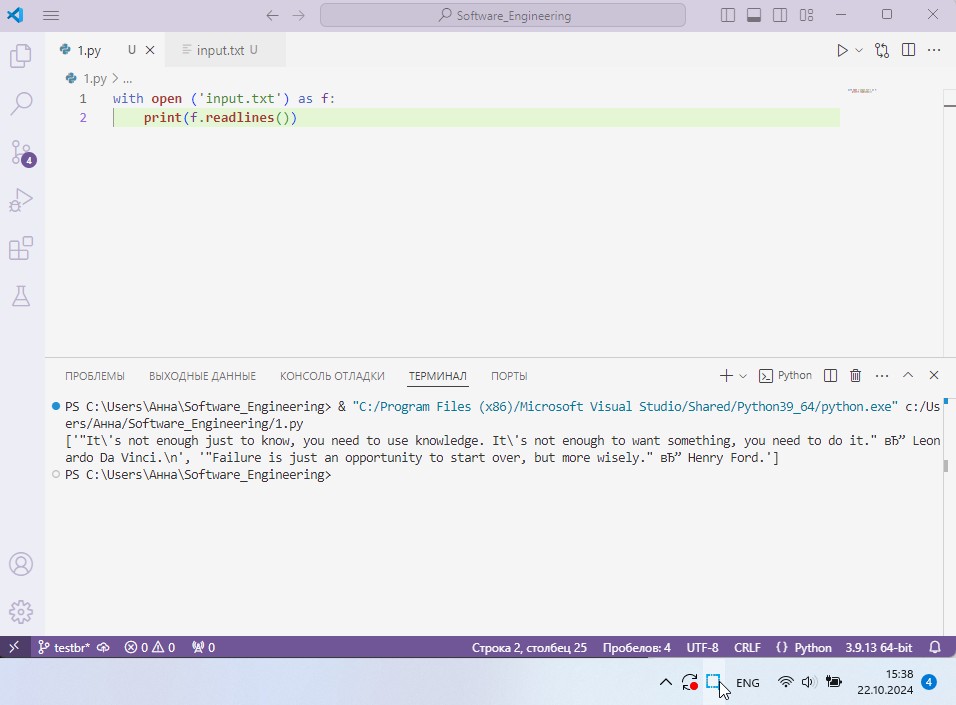 Software_Engineering
1.py U
input.txt U
1.py > ...
1 with open ('input.txt') as f:
2 print(f.readlines())
ПРОБЛЕМЫ ВЫХОДНЫЕ ДАННЫЕ КОНСОЛЬ ОТЛАДКИ ТЕРМИНАЛ ПОРТЫ
Python
PS C:\Users\Анна\Software_Engineering> & "C:/Program Files (x86)/Microsoft Visual Studio/Shared/Python39_64/python.exe" c:/Us
ers/Анна/Software_Engineering/1.py
['"It\'s not enough just to know, you need to use knowledge. It\'s not enough to want something, you need to do it." вЂ” Leon
ardo Da Vinci.\n', '"Failure is just an opportunity to start over, but more wisely." вЂ” Henry Ford.']
PS C:\Users\Анна\Software_Engineering>
4
testbr* 0 0 0 Строка 2, столбец 25 Пробелов: 4 UTF-8 CRLF {} Python 3.9.13 64-bit
ENG 15:38
22.10.2024 4